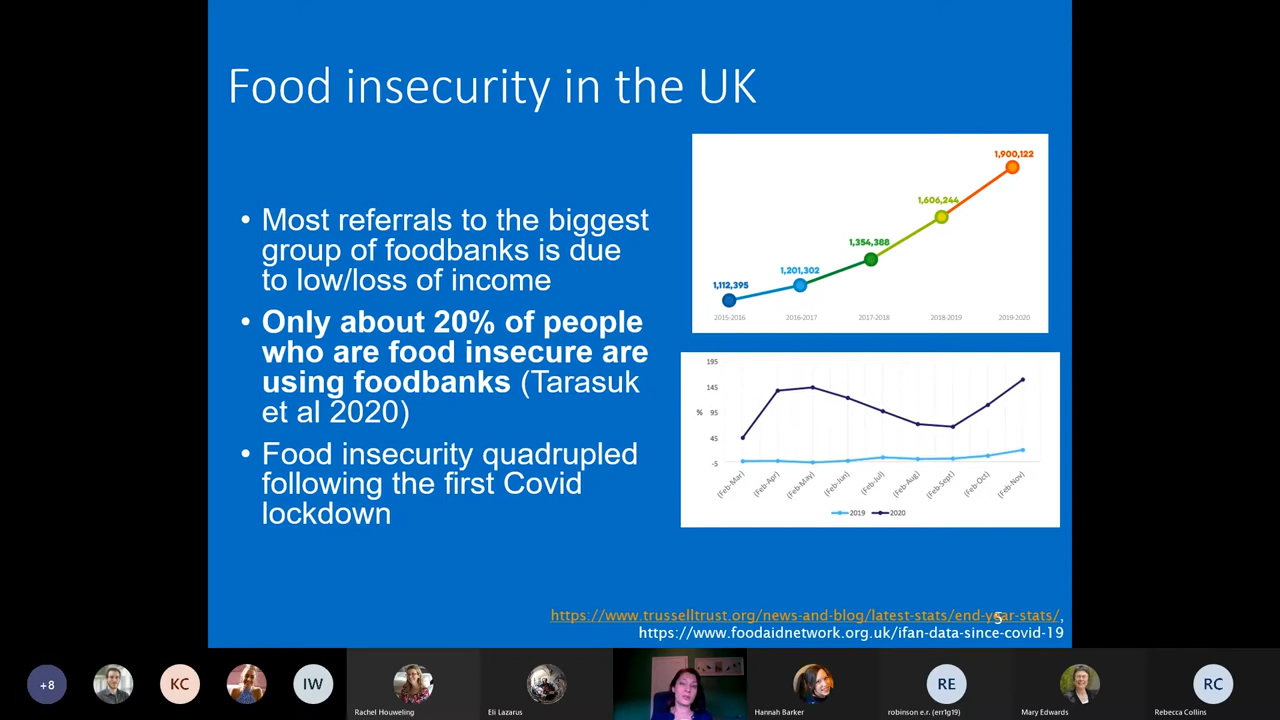 Food insecurity in the UK
• Most referrals to the biggest
group of foodbanks is due
to low/loss of income
• Only about 20% of people
who are food insecure are
using foodbanks (Tarasuk
et al 2020)
• Food insecurity quadrupled
following the first Covid
lockdown
1,900,122
1,606,244
1,354,388
1,201,302
1,112,395
2015-2016 2016-2017 2017-2018 2018-2019 2019-2020
195
145
% 95
45
-5
(Feb-Mar) (Feb-Apr) (Feb-May) (Feb-Jun) (Feb-Jul) (Feb-Aug) (Feb-Sept) (Feb-Oct) (Feb-Nov)
2019 2020
https://www.trusselltrust.org/news-and-blog/latest-stats/end-year-stats/,
5
https://www.foodaidnetwork.org.uk/ifan-data-since-covid-19
+8 KC IW RE RC
Rachel Houweling Eli Lazarus Hannah Barker robinson e.r. (err1g19) Mary Edwards Rebecca Collins